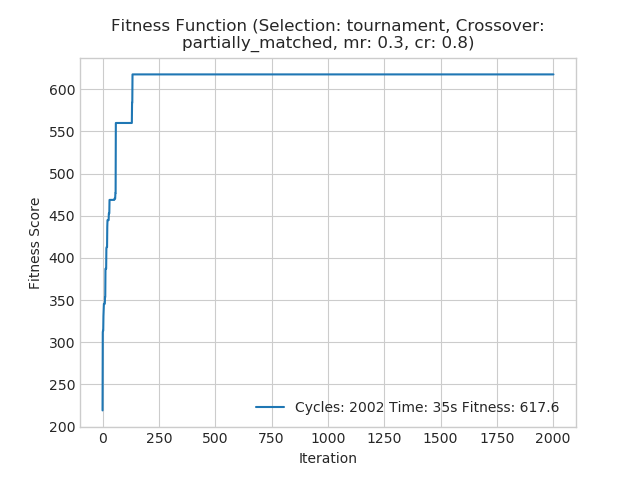 Fitness Function (Selection: tournament, Crossover:
partially_matched, mr: 0.3, cr: 0.8)
600
550
500
450
400
350
300
250
200
Fitness Score
Cycles: 2002 Time: 35s Fitness: 617.6
0 250 500 750 1000 1250 1500 1750 2000
Iteration